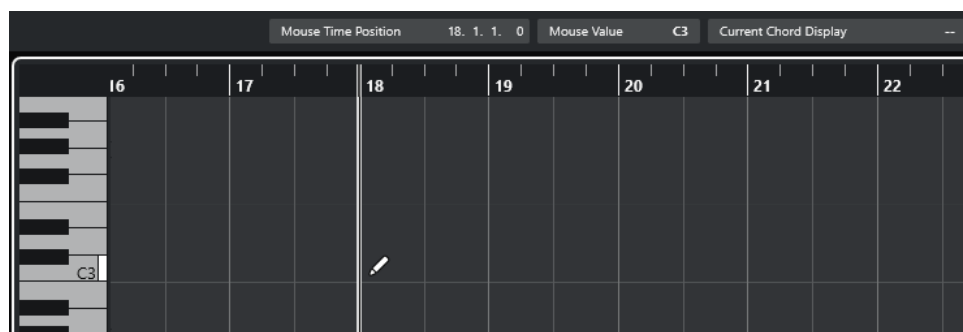 Mouse Time Position 18. 1. 1. 0 Mouse Value C3 Current Chord Display --
16 17 18 19 20 21 22
C3